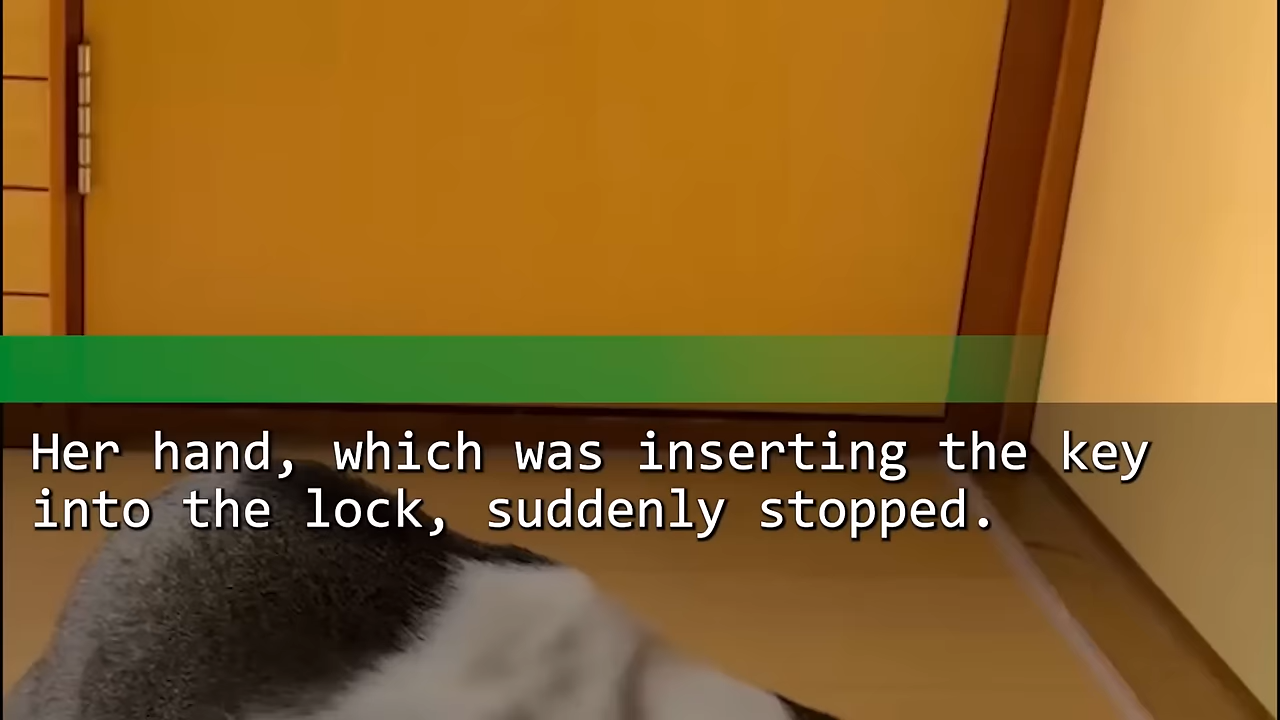 Her hand, which was inserting the key
into the lock, suddenly stopped.